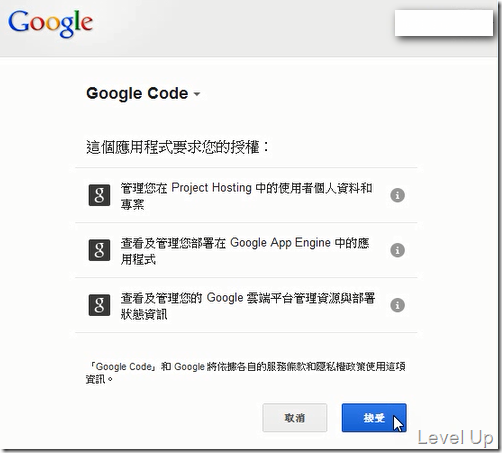 Google
Google Code
這個應用程式要求您的授權：
g
管理您在 Project Hosting 中的使用者個人資料和
專案
i
g
查看及管理您部署在 Google App Engine 中的應
用程式
i
g
查看及管理您的 Google 雲端平台管理資源與部署
狀態資訊
i
「Google Code」和 Google 將依據各自的服務條款和隱私權政策使用這項
資訊。
取消
接受
Level Up